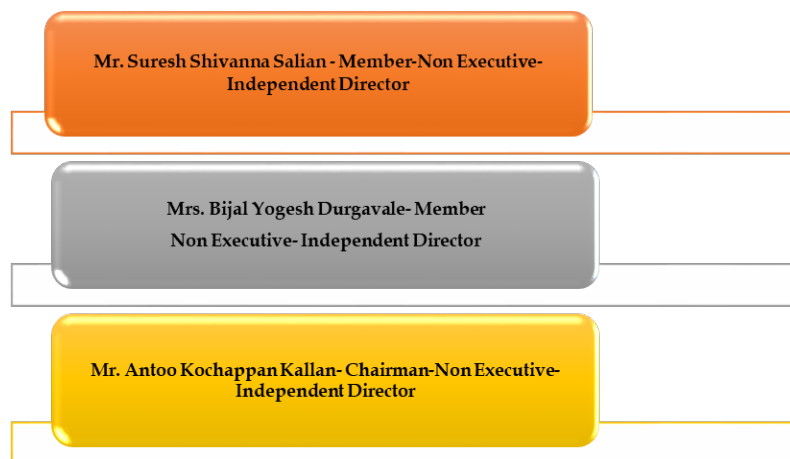 Mr. Suresh Shivanna Salian - Member-Non Executive-
Independent Director
Mrs. Bijal Yogesh Durgavale- Member
Non Executive- Independent Director
Mr. Antoo Kochappan Kallan- Chairman-Non Executive-
Independent Director